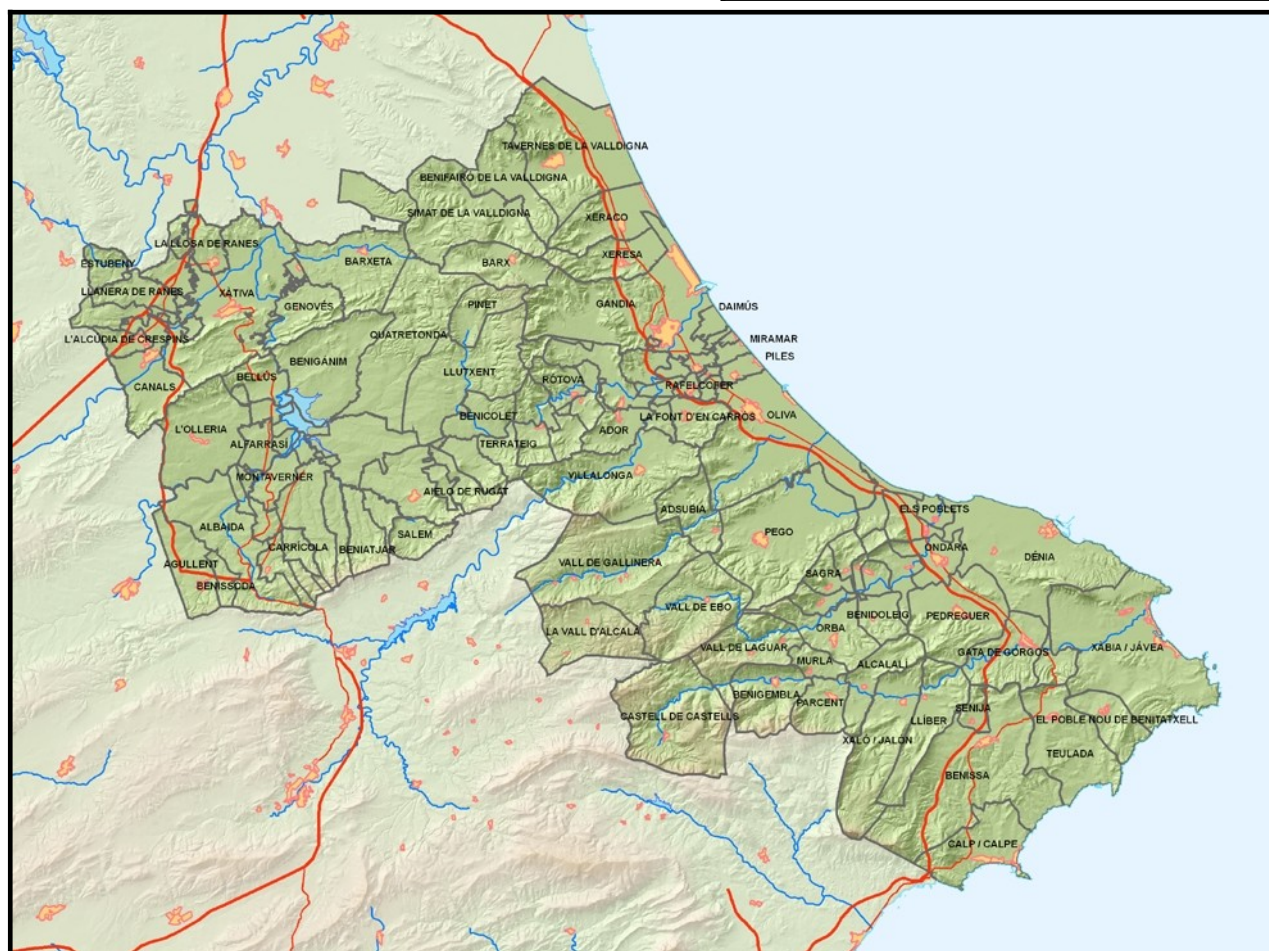 TAVERNES DE LA VALLDIGNA
BENIFAIRÓ DE LA VALLDIGNA
SIMAT DE LA VALLDIGNA
XERACO
LA LLOSA DE RANES
XERESA
BARXETA
BARX
ESTUBENY
LLANERA DE RANES
XÀTIVA
GENOVÉS
PINET
GANDIA
DAIMÚS
L'ALCÚDIA DE CRESPINS
QUATRETONDA
MIRAMAR
PILES
BENIGÀNIM
LLUTXENT
CANALS
BELLÚS
RÓTOVA
RAFELCOFER
BENICOLET
LA FONT D'EN CARRÒS
OLIVA
L'OLLERIA
ADOR
ALFARRASÍ
TERRATEIG
MONTAVERNER
VILLALONGA
AIELO DE RUGAT
ADSUBIA
ELS POBLETS
ALBAIDA
SALEM
PEGO
CARRÍCOLA
BENIATJAR
ONDARA
DÉNIA
AGULLENT
VALL DE GALLINERA
BENISSODA
SAGRA
VALL DE EBO
BENIDOLEIG
PEDREGUER
LA VALL D'ALCALÀ
ORBA
VALL DE LAGUAR
XÀBIA / JÁVEA
GATA DE GORGOS
MURLA
ALCALALÍ
BENIGEMBLA
PARCENT
SENIJA
CASTELL DE CASTELLS
LLÍBER
EL POBLE NOU DE BENITATXELL
XALÓ / JALÓN
TEULADA
BENISSA
CALP / CALPE